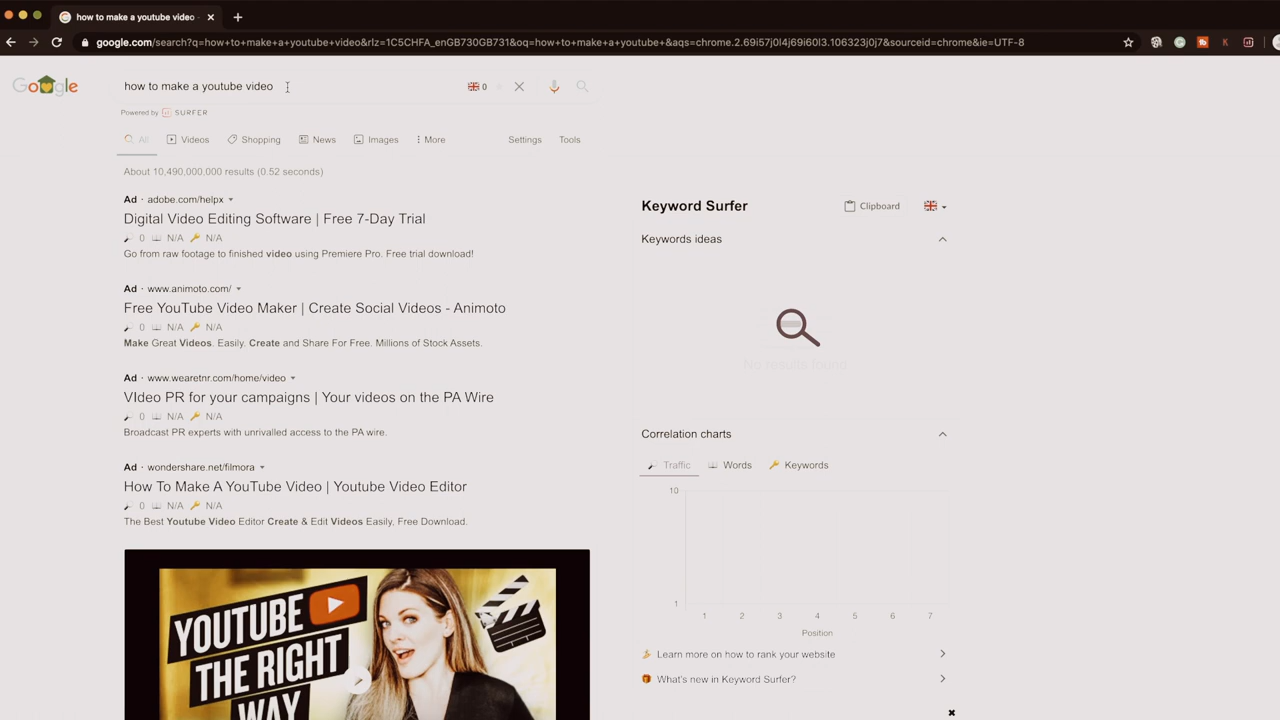 how to make a youtube video -
google.com/search?q=how+to+make+a+youtube+video&rlz=1C5CHFA_enGB730GB731&oq=how+to+make+a+youtube+&aqs=chrome.2.69i57j0l4j69i60l3.106323j0j7&sourceid=chrome&ie=UTF-8
Google
how to make a youtube video
0
Powered by SURFER
All Videos Shopping News Images More Settings Tools
About 10,490,000,000 results (0.52 seconds)
Ad · adobe.com/helpx
Digital Video Editing Software | Free 7-Day Trial
0 N/A N/A
Go from raw footage to finished video using Premiere Pro. Free trial download!
Ad · www.animoto.com/
Free YouTube Video Maker | Create Social Videos - Animoto
0 N/A N/A
Make Great Videos. Easily. Create and Share For Free. Millions of Stock Assets.
Ad · www.wearetnr.com/home/video
VIdeo PR for your campaigns | Your videos on the PA Wire
0 N/A N/A
Broadcast PR experts with unrivalled access to the PA wire.
Ad · wondershare.net/filmora
How To Make A YouTube Video | Youtube Video Editor
0 N/A N/A
The Best Youtube Video Editor Create & Edit Videos Easily, Free Download.
YOUTUBE
THE RIGHT
WAY
Keyword Surfer
Clipboard
Keywords ideas
No results found
Correlation charts
Traffic Words Keywords
10
1
1 2 3 4 5 6 7
Position
Learn more on how to rank your website
What's new in Keyword Surfer?